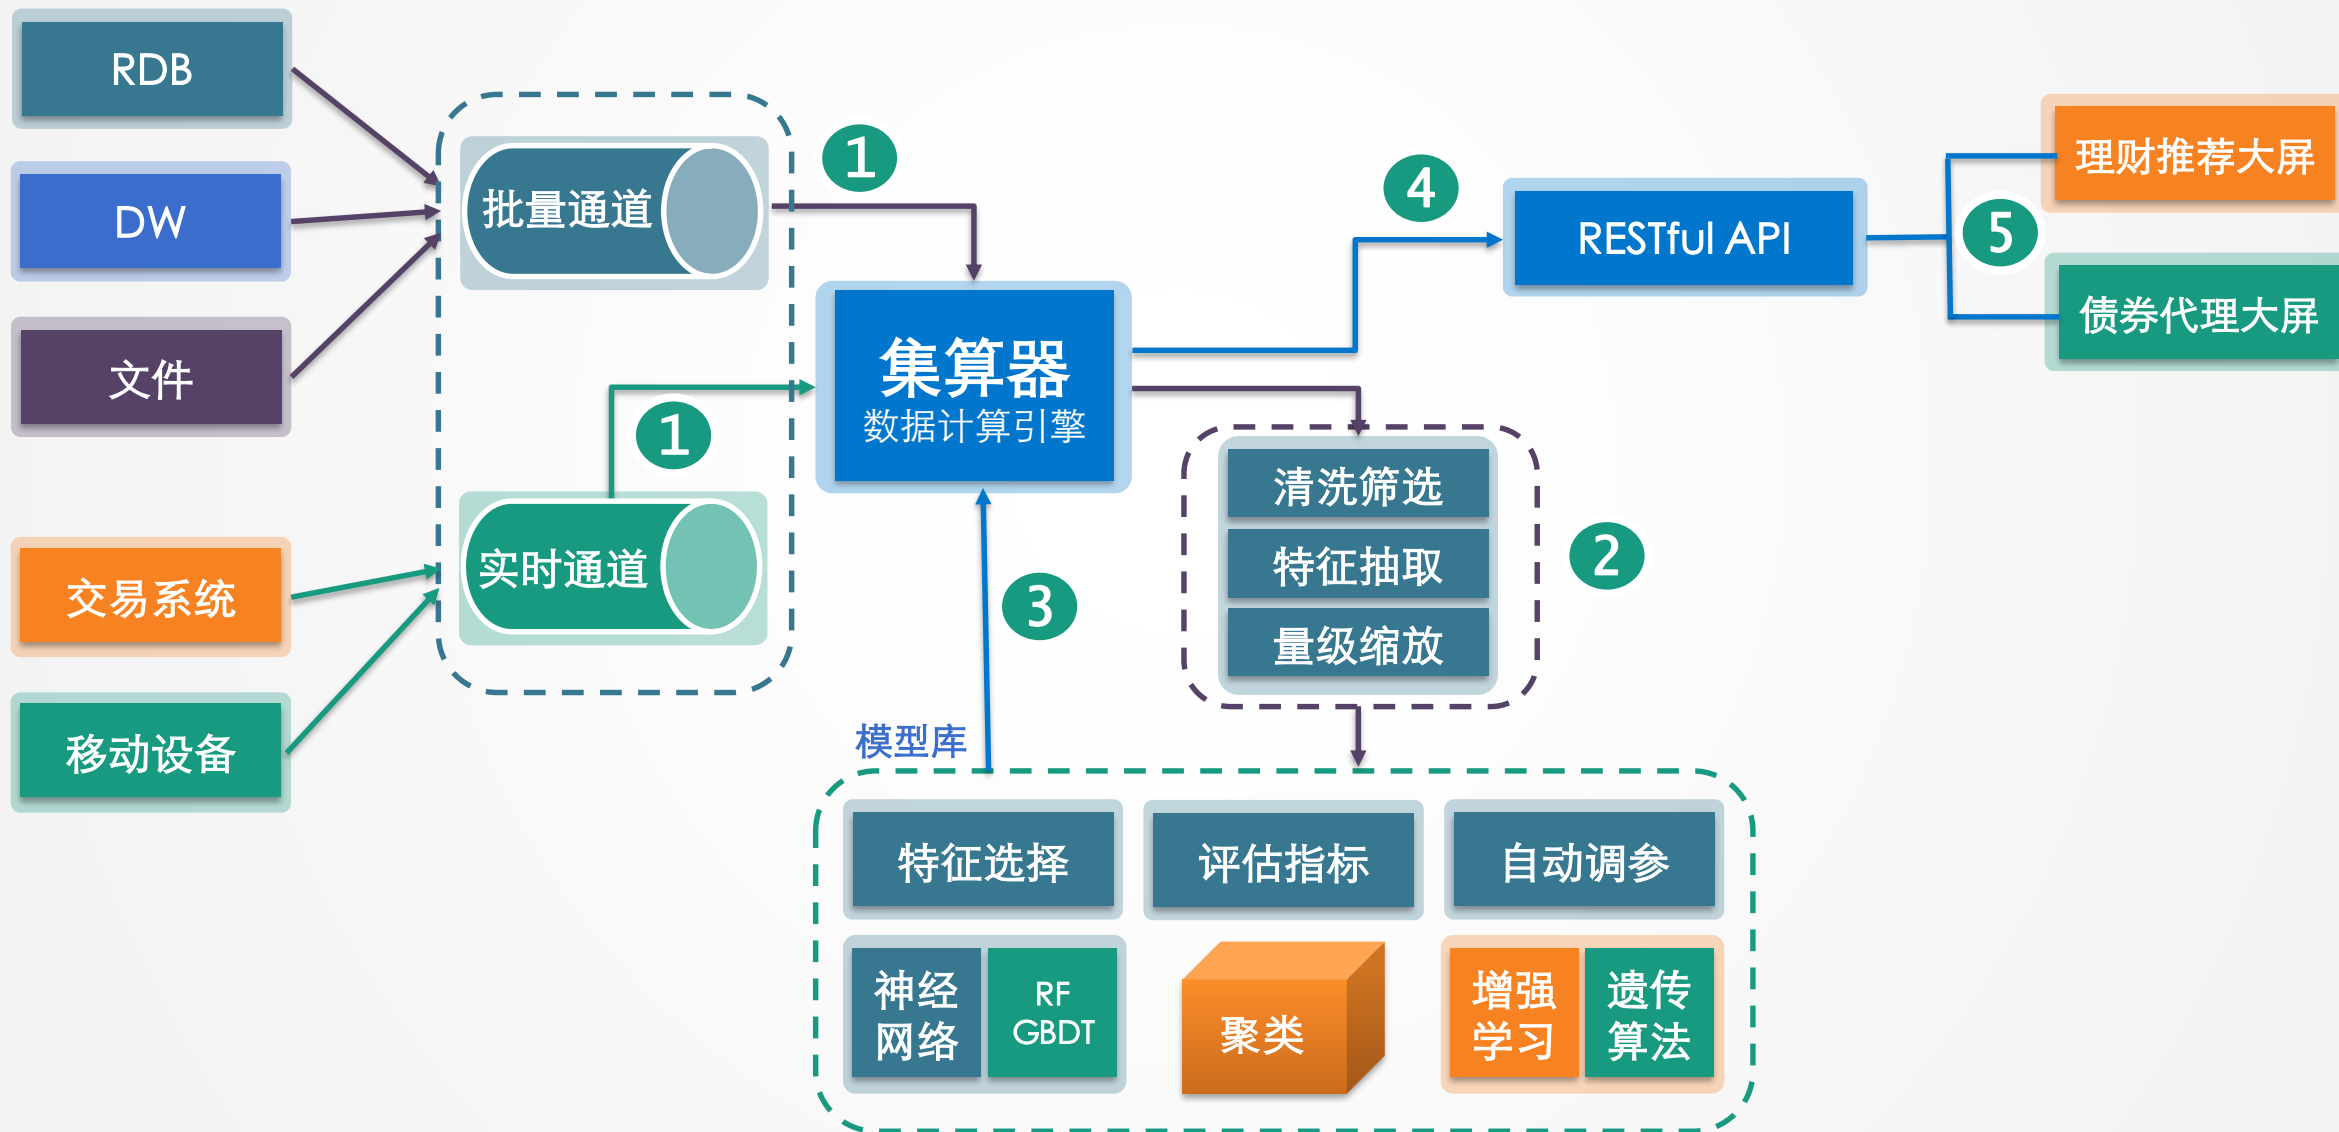 RDB
DW
文件
交易系统
移动设备
批量通道
实时通道
1
1
集算器
数据计算引擎
4
RESTful API
5
理财推荐大屏
债券代理大屏
清洗筛选
特征抽取
量级缩放
2
3
模型库
特征选择
评估指标
自动调参
神经
网络
RF
GBDT
聚类
增强
学习
遗传
算法